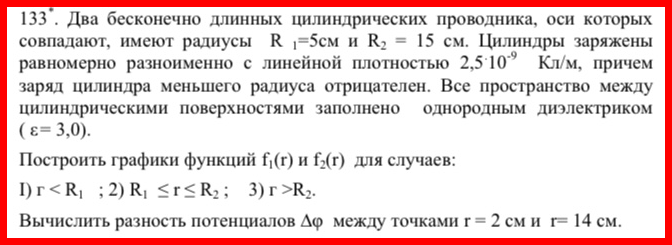 133*. Два бесконечно длинных цилиндрических проводника, оси которых
совпадают, имеют радиусы R ₁=5см и R₂ = 15 см. Цилиндры заряжены
равномерно разноименно с линейной плотностью 2,5·10⁻⁹ Кл/м, причем
заряд цилиндра меньшего радиуса отрицателен. Все пространство между
цилиндрическими поверхностями заполнено однородным диэлектриком
( ε= 3,0).
Построить графики функций f₁(r) и f₂(r) для случаев:
I) r < R₁ ; 2) R₁ ≤ r ≤ R₂ ; 3) r >R₂.
Вычислить разность потенциалов Δφ между точками r = 2 см и r= 14 см.